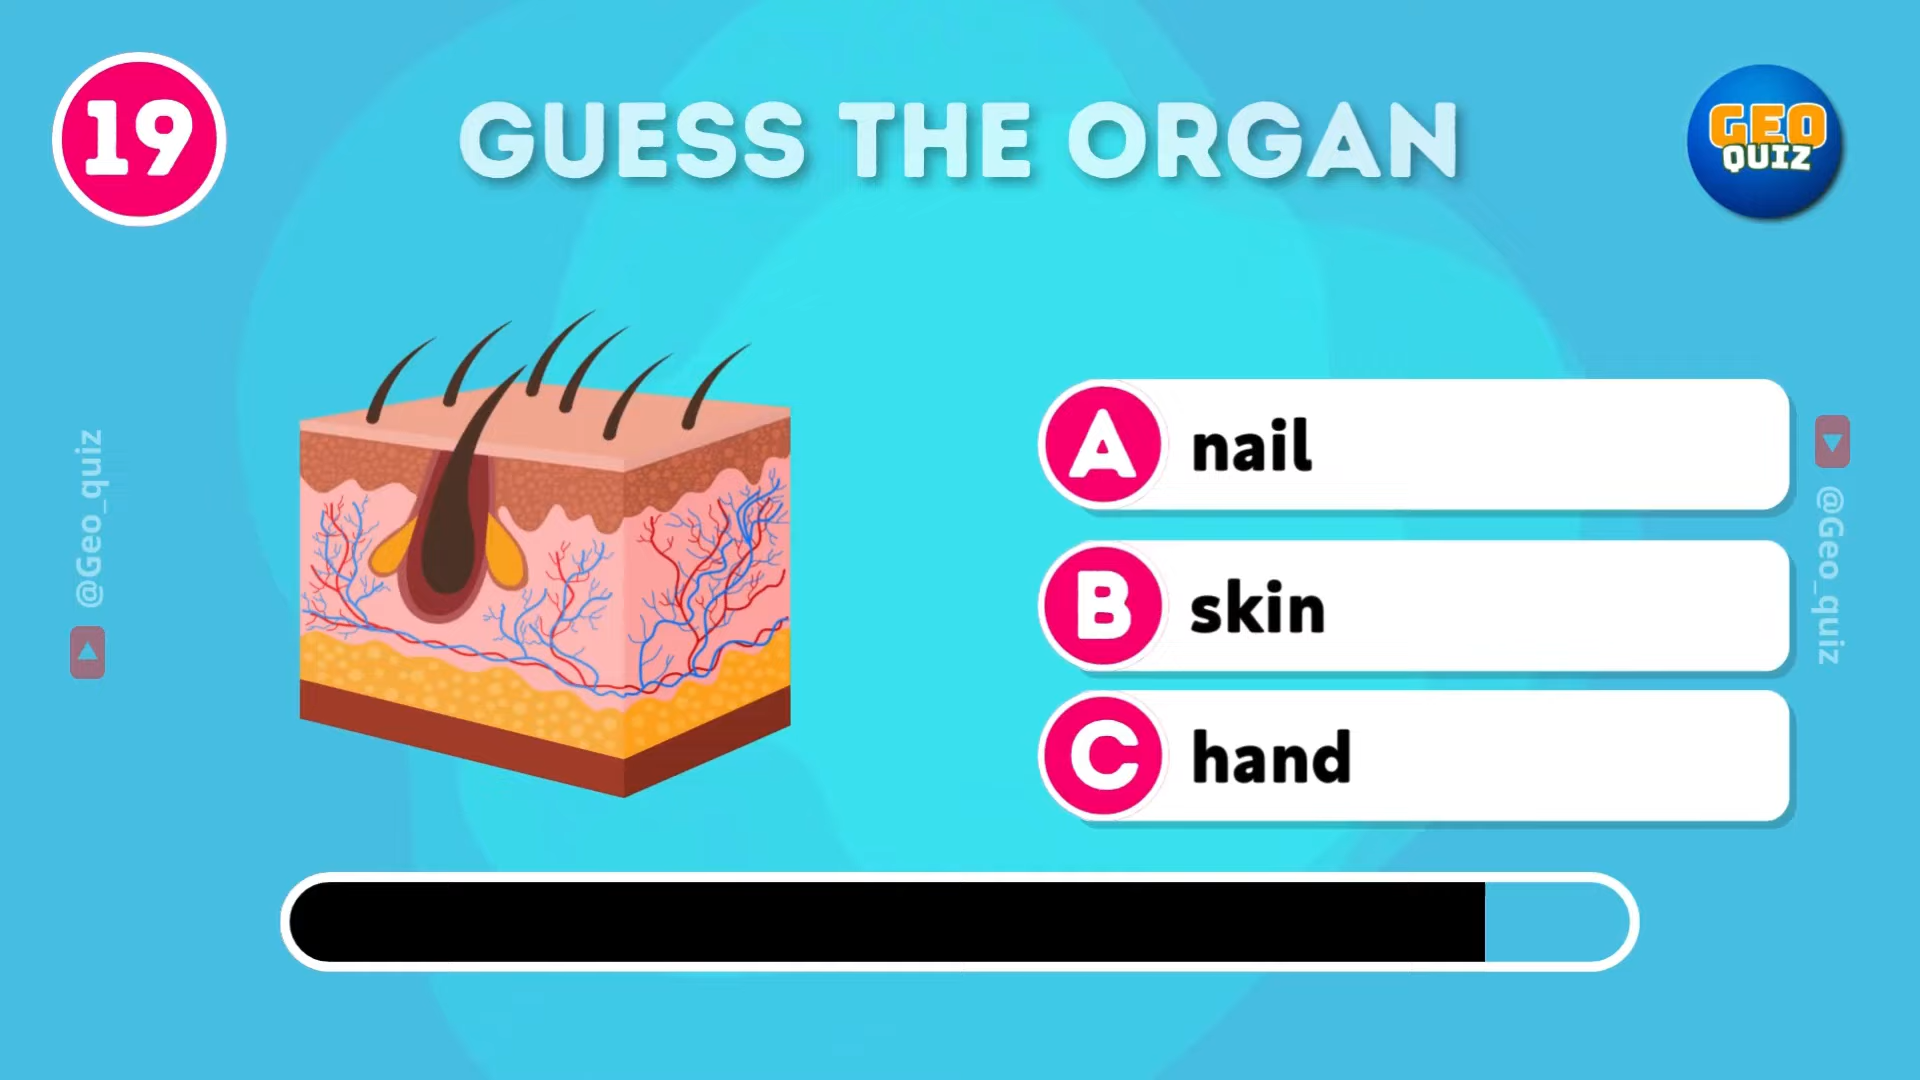 19
GUESS THE ORGAN
GEO
QUIZ
@Geo_quiz
A nail
B skin
C hand
@Geo_quiz